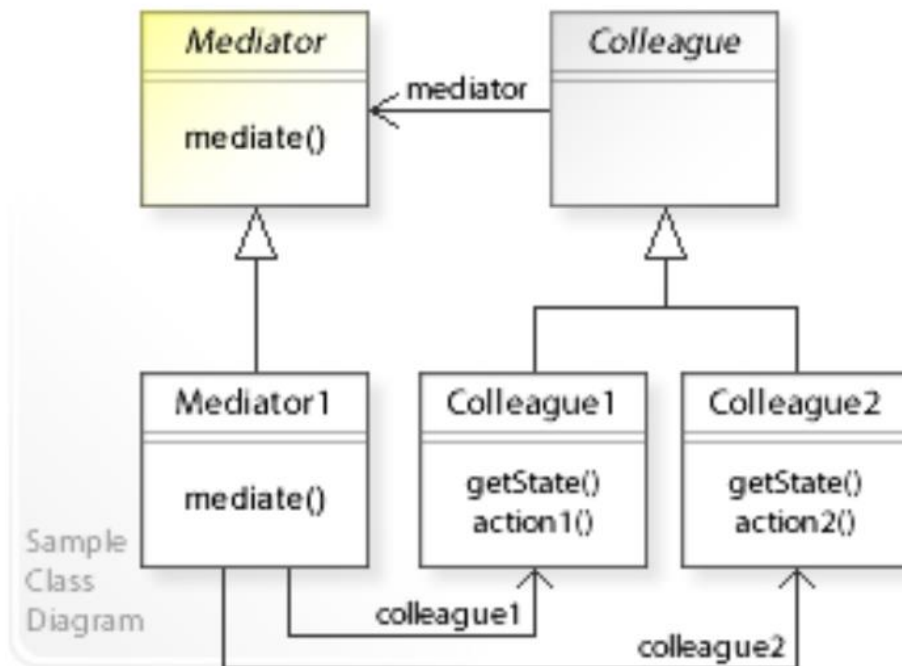 Mediator
mediate()
mediator
Colleague
Mediator1
mediate()
Colleague1
getState()
action1()
Colleague2
getState()
action2()
Sample
Class
Diagram
colleague1
colleague2